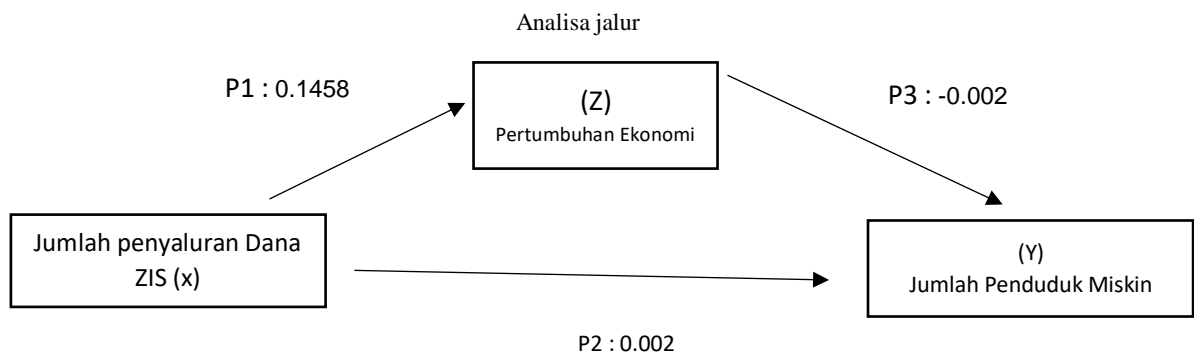 Analisa jalur
P1 : 0.1458
(Z)
Pertumbuhan Ekonomi
P3 : -0.002
Jumlah penyaluran Dana
ZIS (x)
(Y)
Jumlah Penduduk Miskin
P2 : 0.002